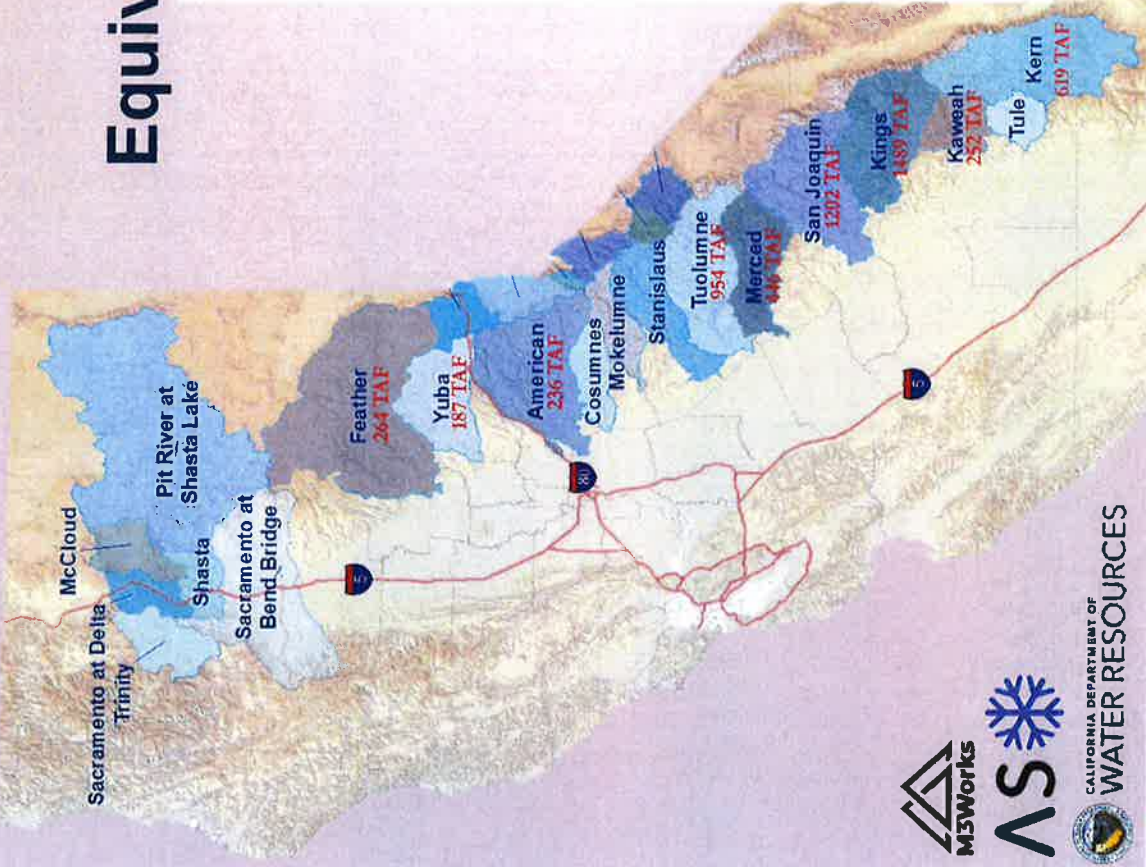 Equiv
McCloud
Sacramento at Delta
Trinity
Pit River at
Shasta Lake
Shasta
Sacramento at
Bend Bridge
Feather
264 TAF
Yuba
187 TAF
American
236 TAF
Cosumnes
Mokelumne
Stanislaus
Tuolumne
954 TAF
Merced
TAF
San Joaquin
1202 TAF
Kings
1489 TAF
Kaweah
252 TAF
Tule
Kern
619 TAF
5
80
5
M3Works
ASO
CALIFORNIA DEPARTMENT OF
WATER RESOURCES